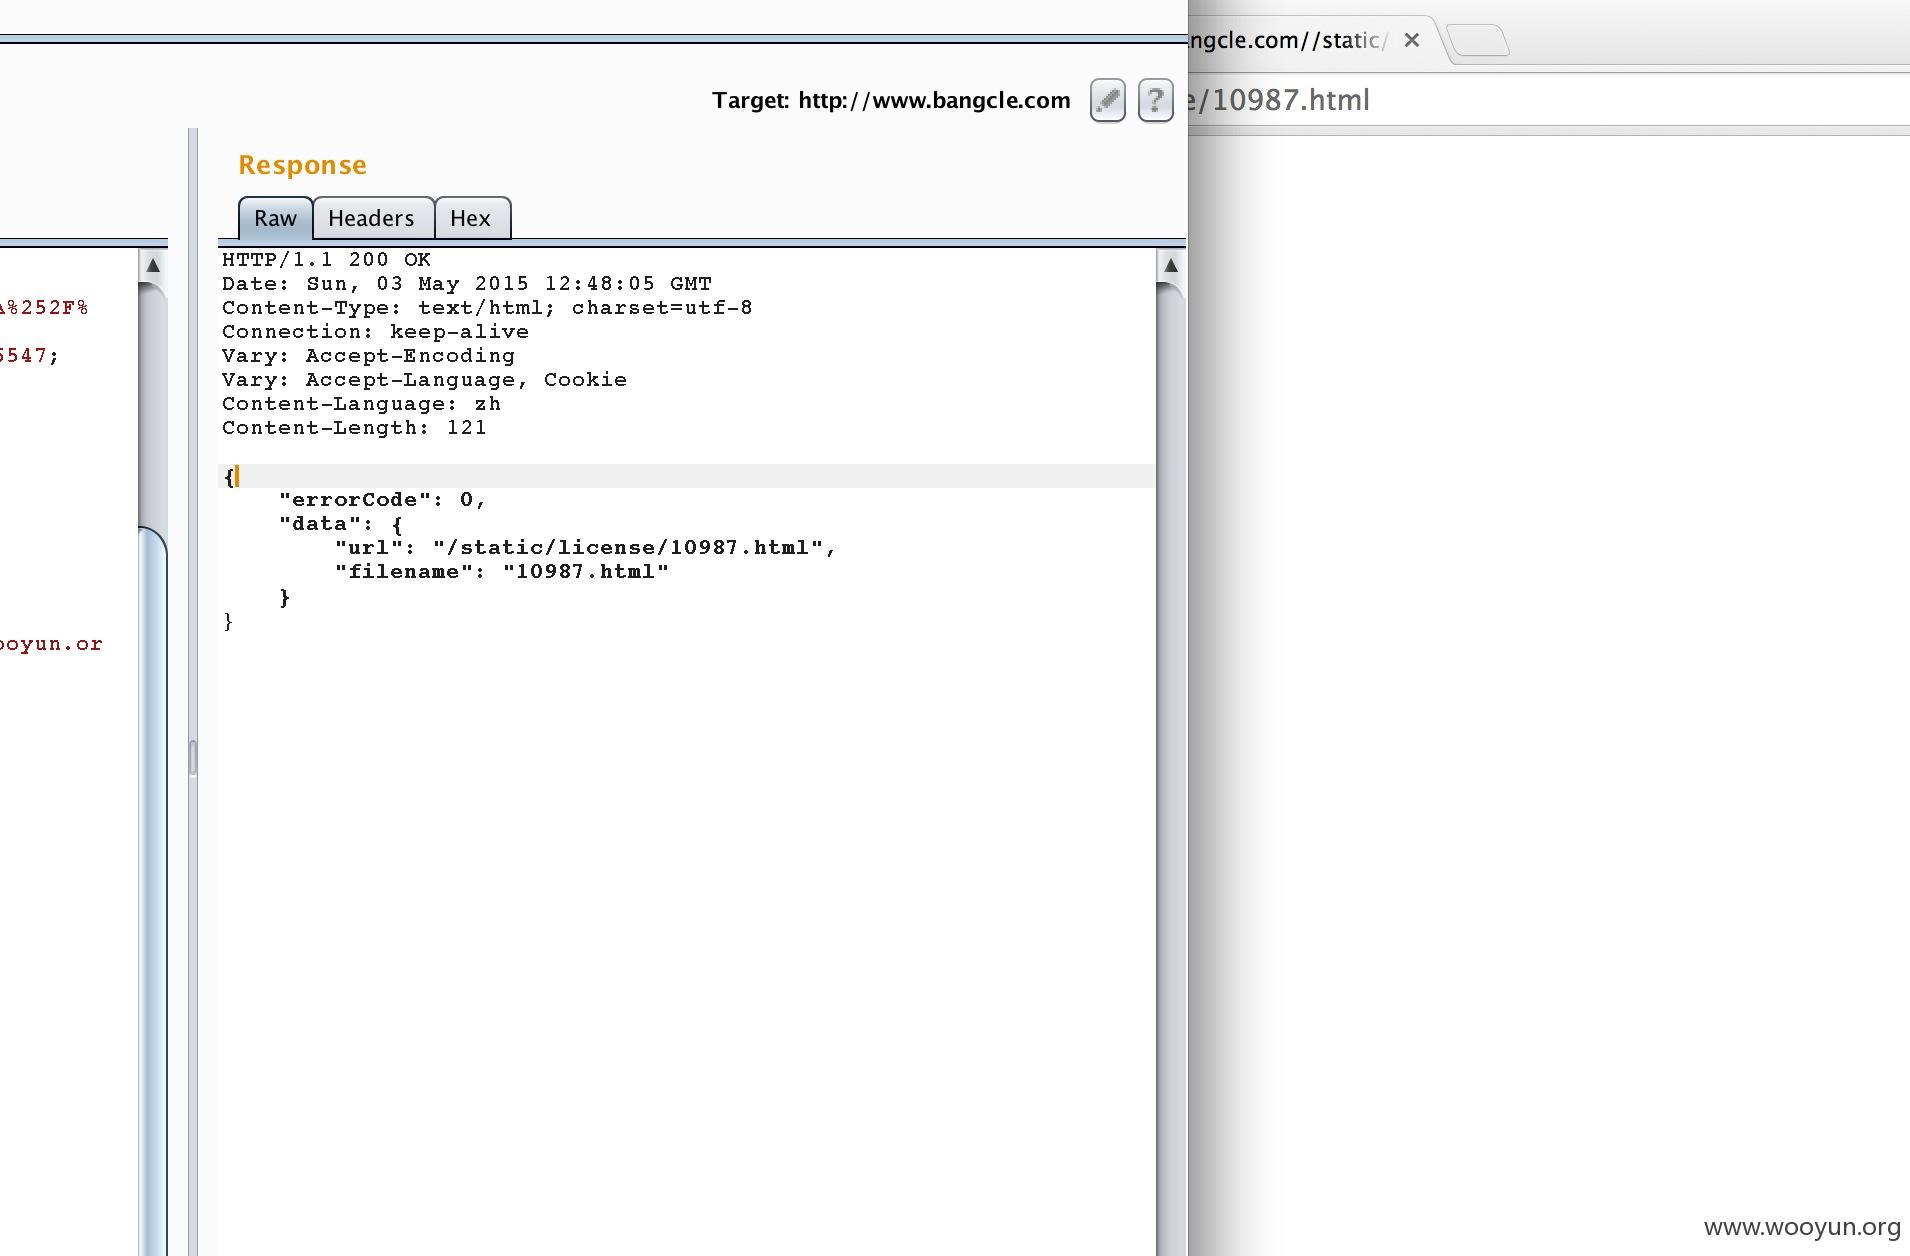 ngcle.com//static/
Target: http://www.bangcle.com
e/10987.html
Response
Raw
Headers
Hex
HTTP/1.1 200 OK
Date: Sun, 03 May 2015 12:48:05 GMT
Content-Type: text/html; charset=utf-8
Connection: keep-alive
Vary: Accept-Encoding
Vary: Accept-Language, Cookie
Content-Language: zh
Content-Length: 121
{
"errorCode": 0,
"data": {
"url": "/static/license/10987.html",
"filename": "10987.html"
}
}
%252F%
5547;
ooyun.or
www.wooyun.org